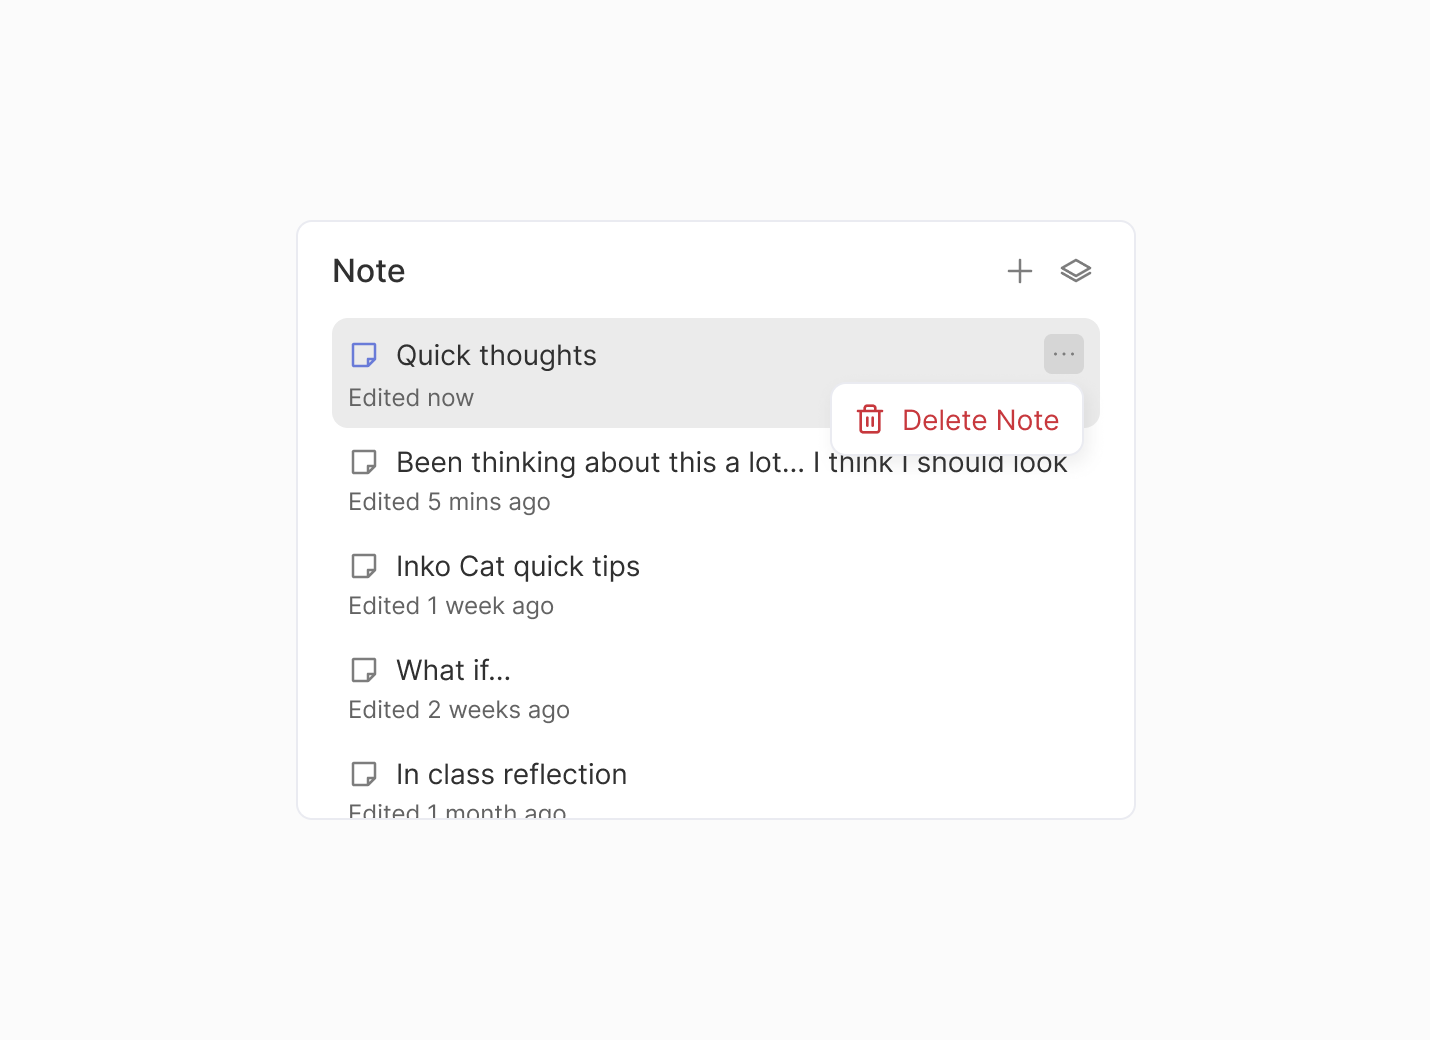 Note
Quick thoughts
Edited now
Delete Note
Been thinking about this a lot... I think I should look
Edited 5 mins ago
Inko Cat quick tips
Edited 1 week ago
What if...
Edited 2 weeks ago
In class reflection
Edited 1 month ago